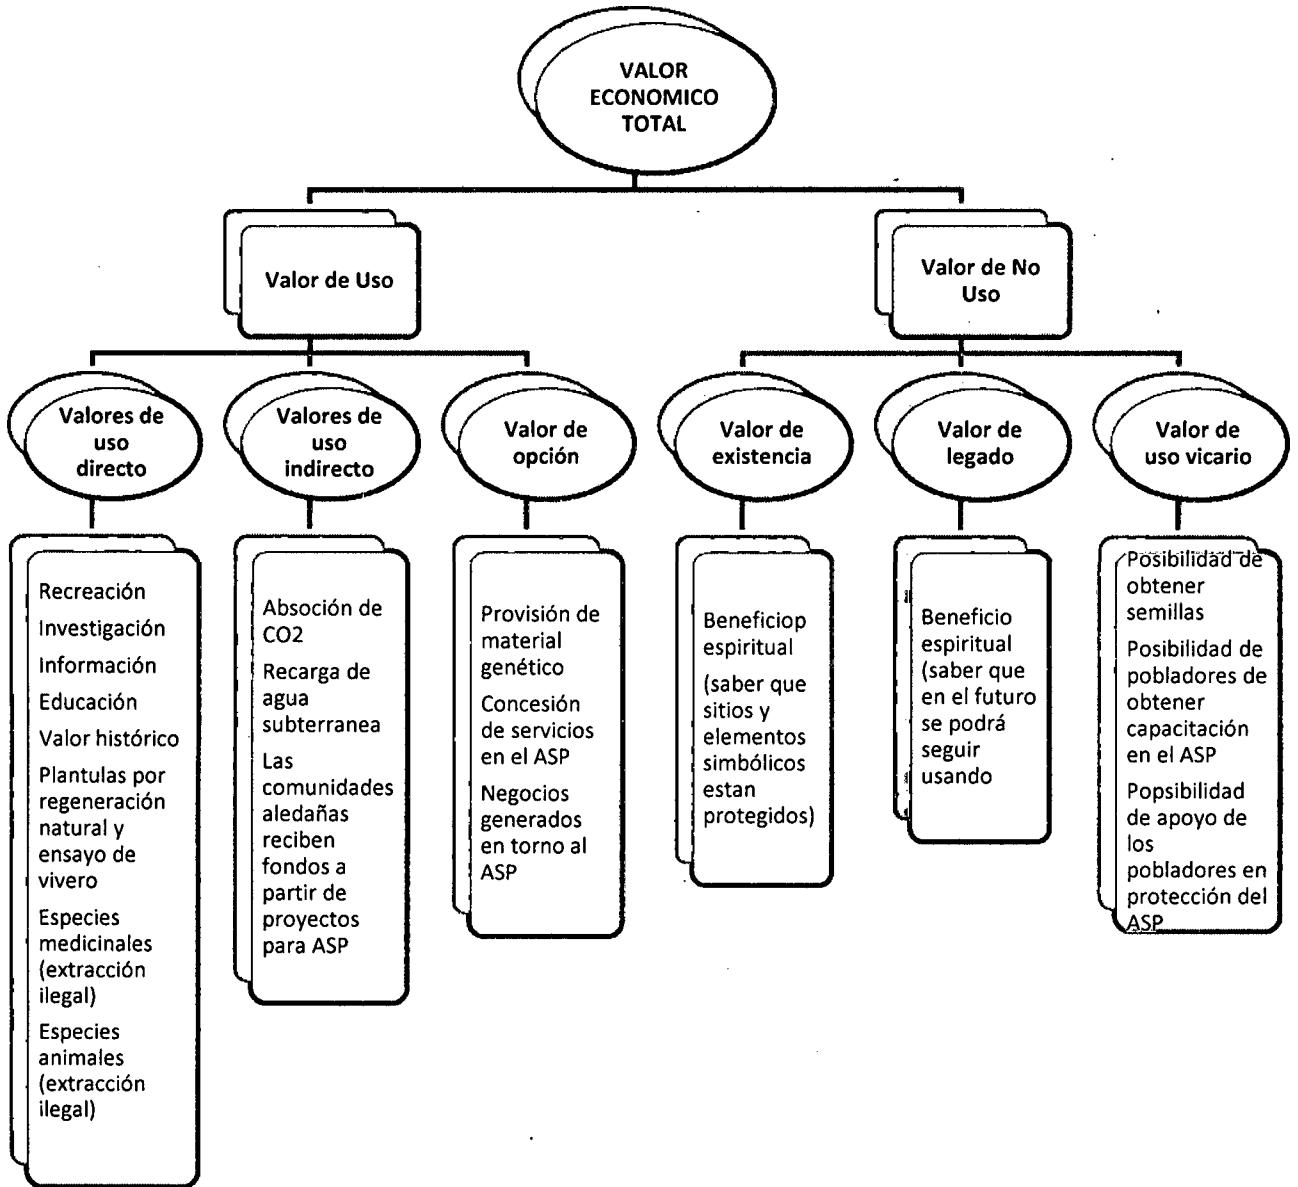 VALOR
ECONOMICO
TOTAL
Valor de Uso
Valor de No
Uso
Valores de
uso
directo
Valores de
uso
indirecto
Valor de
opción
Valor de
existencia
Valor de
legado
Valor de
uso vicario
Recreación
Investigación
Información
Educación
Valor histórico
Plantulas por
regeneración
natural y
ensayo de
vivero
Especies
medicinales
(extracción
ilegal)
Especies
animales
(extracción
ilegal)
Absoción de
CO2
Recarga de
agua
subterranea
Las
comunidades
aledañas
reciben
fondos a
partir de
proyectos
para ASP
Provisión de
material
genético
Concesión
de servicios
en el ASP
Negocios
generados
en torno al
ASP
Beneficiop
espiritual
(saber que
sitios y
elementos
simbólicos
estan
protegidos)
Beneficio
espiritual
(saber que
en el futuro
se podrá
seguir
usando
Posibilidad de
obtener
semillas
Posibilidad de
pobladores de
obtener
capacitación
en el ASP
Popsibilidad
de apoyo de
los
pobladores en
protección del
ASP